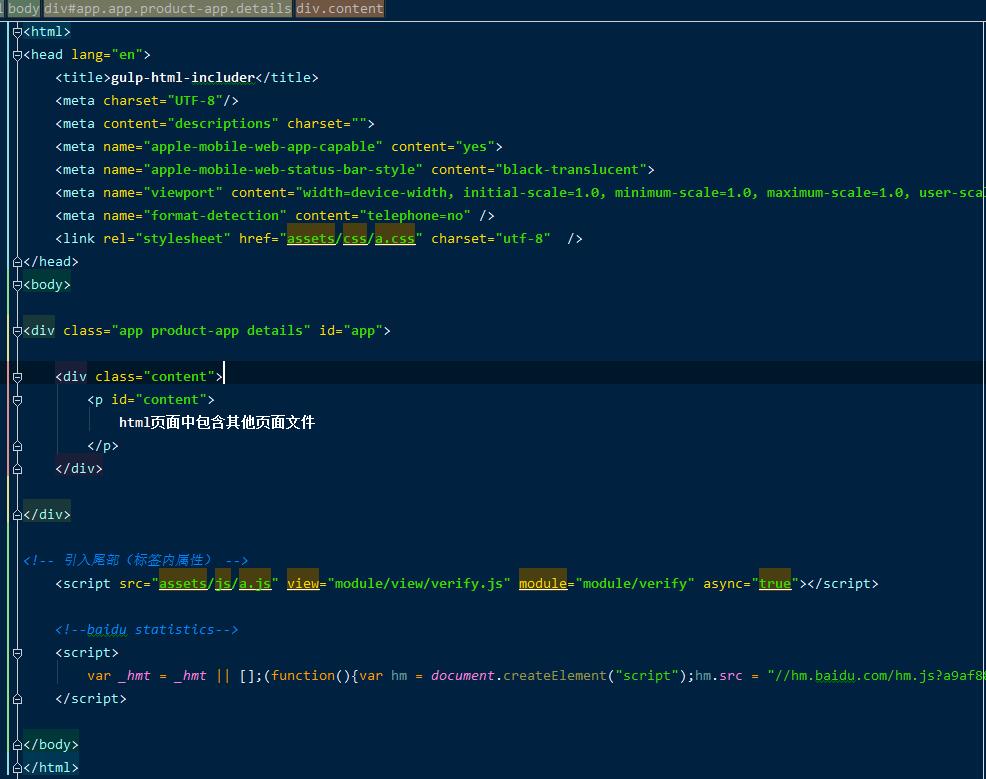 body div#app.app.product-app.details div.content
<html>
<head lang="en">
<title>gulp-html-includer</title>
<meta charset="UTF-8"/>
<meta content="descriptions" charset="">
<meta name="apple-mobile-web-app-capable" content="yes">
<meta name="apple-mobile-web-status-bar-style" content="black-translucent">
<meta name="viewport" content="width=device-width, initial-scale=1.0, minimum-scale=1.0, maximum-scale=1.0, user-sca
<meta name="format-detection" content="telephone=no" />
<link rel="stylesheet" href="assets/css/a.css" charset="utf-8"  />
</head>
<body>
<div class="app product-app details" id="app">
<div class="content">
<p id="content">
html页面中包含其他页面文件
</p>
</div>
</div>
<!-- 引入尾部（标签内属性） -->
<script src="assets/js/a.js" view="module/view/verify.js" module="module/verify" async="true"></script>
<!--baidu statistics-->
<script>
var _hmt = _hmt || [];(function(){var hm = document.createElement("script");hm.src = "//hm.baidu.com/hm.js?a9af8
</script>
</body>
</html>